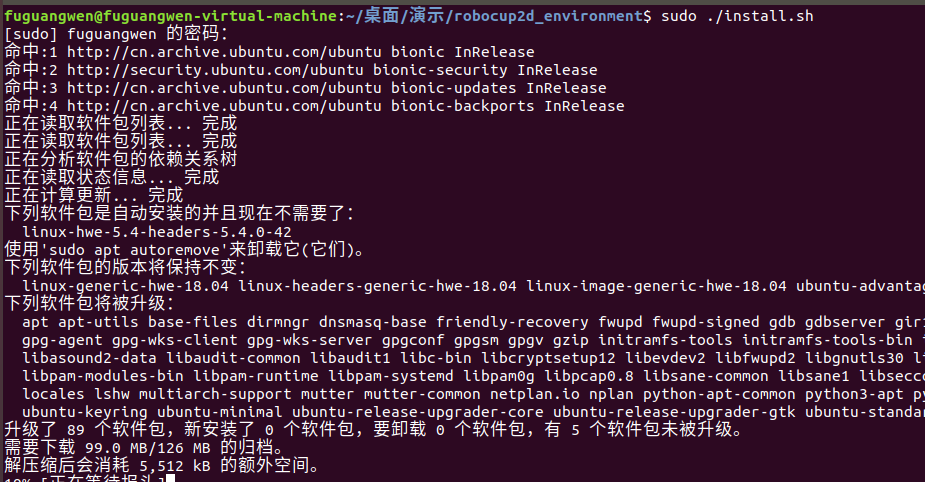 fuguangwen@fuguangwen-virtual-machine:~/桌面/演示/robocup2d_environment$ sudo ./install.sh
[sudo] fuguangwen 的密码：
命中:1 http://cn.archive.ubuntu.com/ubuntu bionic InRelease
命中:2 http://security.ubuntu.com/ubuntu bionic-security InRelease
命中:3 http://cn.archive.ubuntu.com/ubuntu bionic-updates InRelease
命中:4 http://cn.archive.ubuntu.com/ubuntu bionic-backports InRelease
正在读取软件包列表... 完成
正在读取软件包列表... 完成
正在分析软件包的依赖关系树
正在读取状态信息... 完成
正在计算更新... 完成
下列软件包是自动安装的并且现在不需要了：
linux-hwe-5.4-headers-5.4.0-42
使用'sudo apt autoremove'来卸载它(它们)。
下列软件包的版本将保持不变：
linux-generic-hwe-18.04 linux-headers-generic-hwe-18.04 linux-image-generic-hwe-18.04 ubuntu-advantag
下列软件包将被升级：
apt apt-utils base-files dirmngr dnsmasq-base friendly-recovery fwupd fwupd-signed gdb gdbserver gir1
gpg-agent gpg-wks-client gpg-wks-server gpgconf gpgsm gpgv gzip initramfs-tools initramfs-tools-bin i
libasound2-data libaudit-common libaudit1 libc-bin libcryptsetup12 libevdev2 libfwupd2 libgnutls30 l
libpam-modules-bin libpam-runtime libpam-systemd libpam0g libpcap0.8 libsane-common libsane1 libsecco
locales lshw multiarch-support mutter mutter-common netplan.io nplan python-apt-common python3-apt py
ubuntu-keyring ubuntu-minimal ubuntu-release-upgrader-core ubuntu-release-upgrader-gtk ubuntu-standar
升级了 89 个软件包，新安装了 0 个软件包，要卸载 0 个软件包，有 5 个软件包未被升级。
需要下载 99.0 MB/126 MB 的归档。
解压缩后会消耗 5,512 kB 的额外空间。
[正在等待报头]